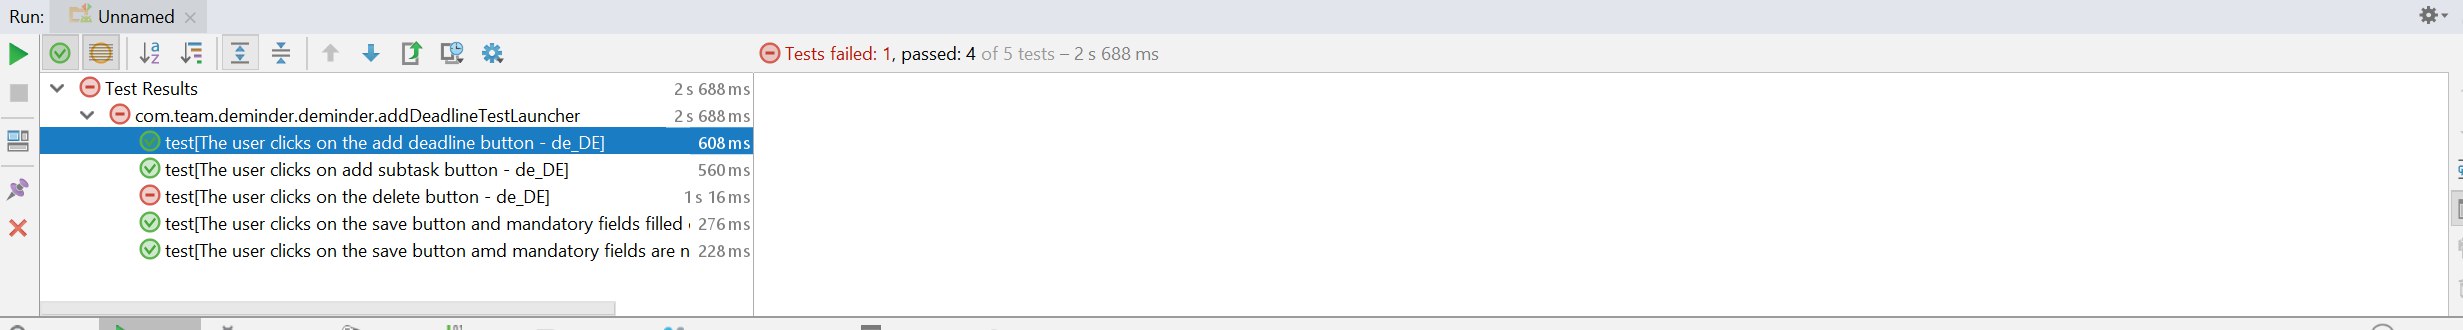 Run: Unnamed
Tests failed: 1, passed: 4 of 5 tests – 2 s 688 ms
Test Results 2 s 688 ms
com.team.deminder.deminder.addDeadlineTestLauncher 2 s 688 ms
test[The user clicks on the add deadline button - de_DE] 608 ms
test[The user clicks on add subtask button - de_DE] 560 ms
test[The user clicks on the delete button - de_DE] 1 s 16 ms
test[The user clicks on the save button and mandatory fields filled 276 ms
test[The user clicks on the save button amd mandatory fields are n 228 ms